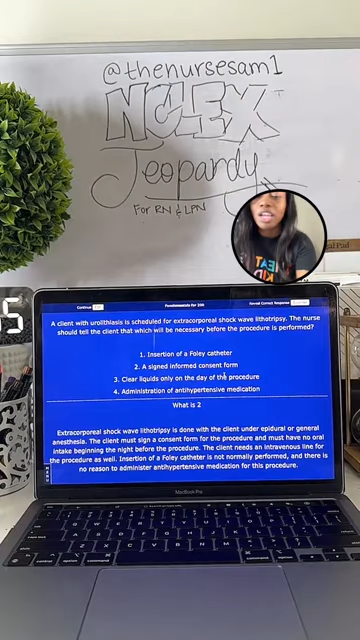 @thenursesam1
NCLEX
Jeopardy
For RN & LPN
Pad
5
Continue
Fundamentals for 200
Reveal Correct Response
A client with urolithiasis is scheduled for extracorporeal shock wave lithotripsy. The nurse
should tell the client that which will be necessary before the procedure is performed?
1. Insertion of a Foley catheter
2. A signed informed consent form
3. Clear liquids only on the day of the procedure
4. Administration of antihypertensive medication
What is 2
Extracorporeal shock wave lithotripsy is done with the client under epidural or general
anesthesia. The client must sign a consent form for the procedure and must have no oral
intake beginning the night before the procedure. The client needs an intravenous line for
the procedure as well. Insertion of a Foley catheter is not normally performed, and there is
no reason to administer antihypertensive medication for this procedure.
MacBook Pro